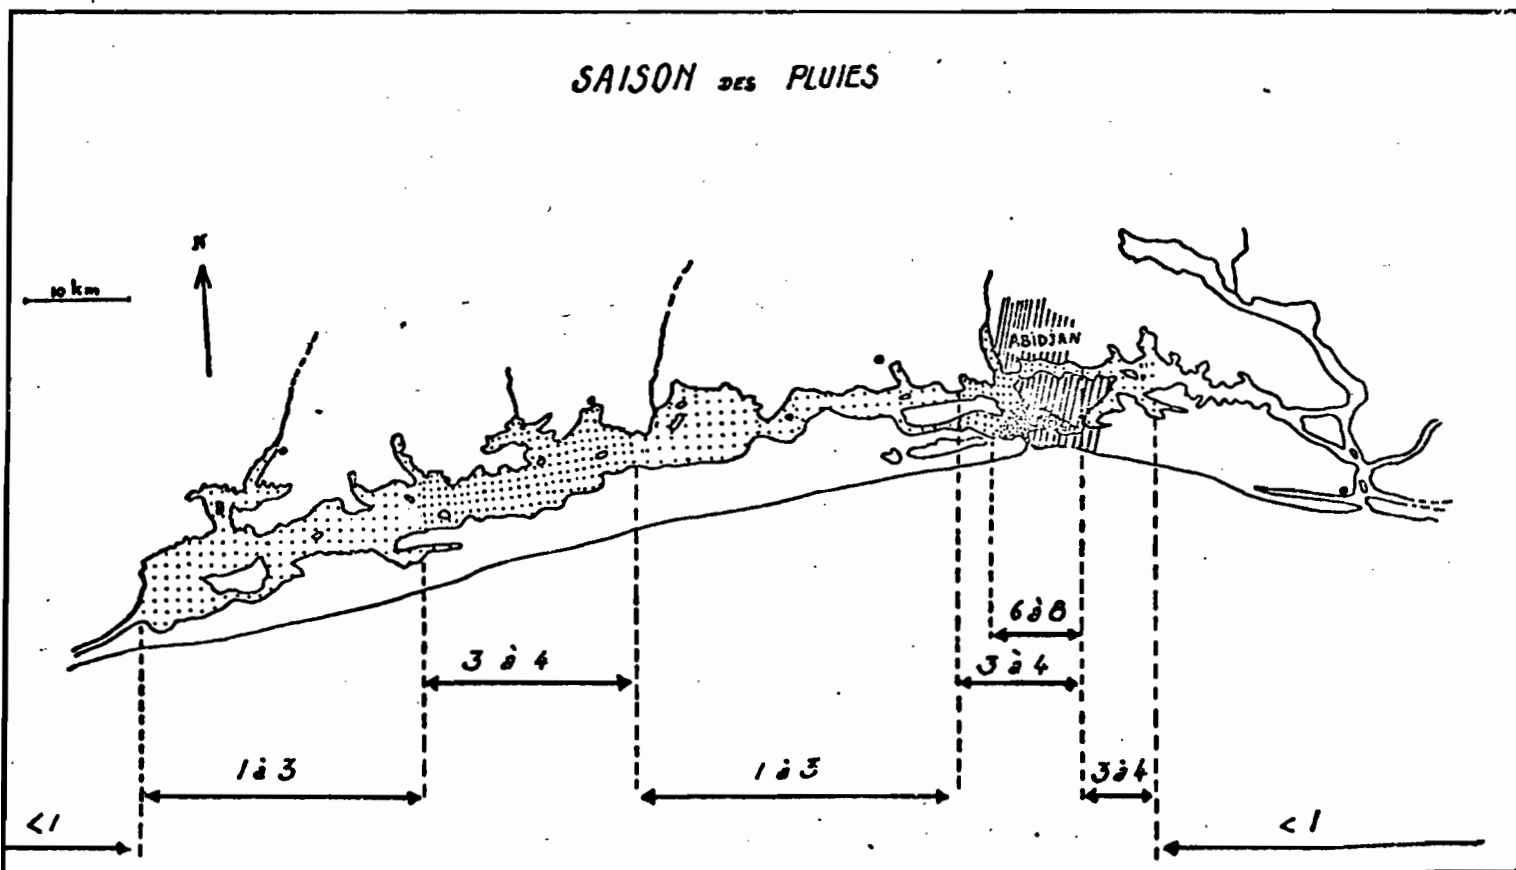 SAISON DES PLUIES
N
10 km
ABIDJAN
6 à 8
3 à 4
3 à 4
1 à 3
1 à 3
3 à 4
<1
<1